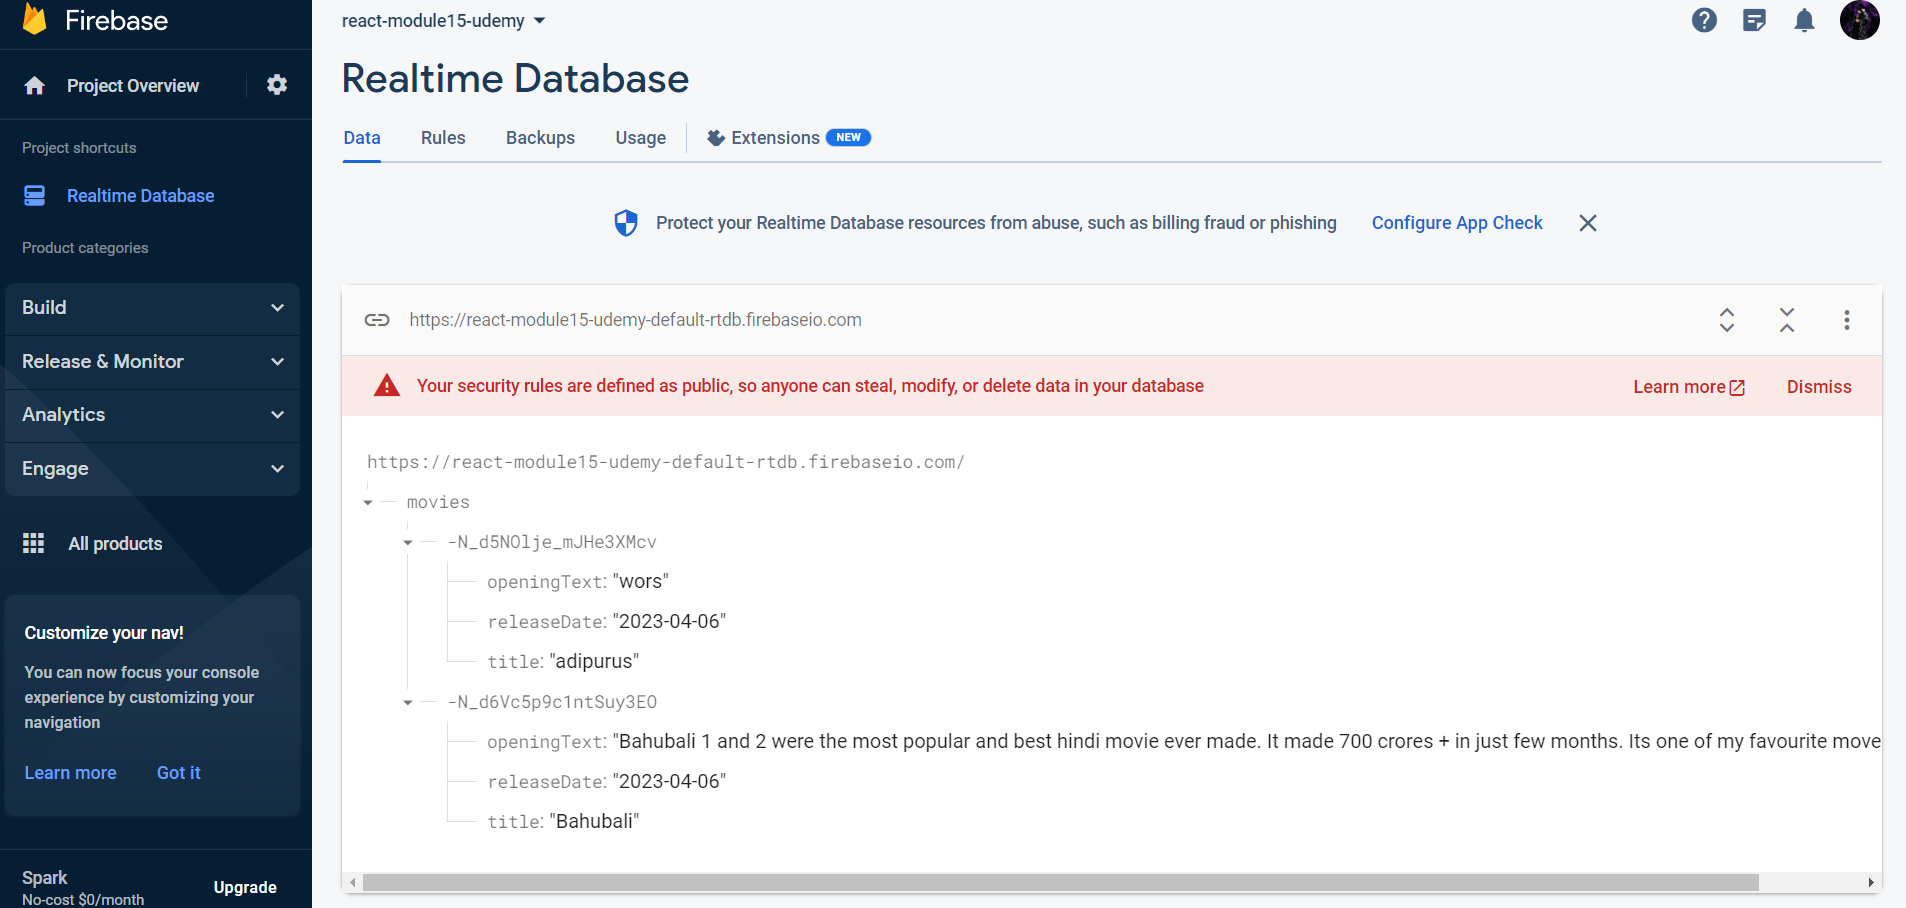 Firebase
react-module15-udemy
Project Overview
Realtime Database
Data
Rules
Backups
Usage
Extensions
NEW
Project shortcuts
Realtime Database
Product categories
Build
Release & Monitor
Analytics
Engage
All products
Customize your nav!
You can now focus your console
experience by customizing your
navigation
Learn more
Got it
Spark
No-cost $0/month
Upgrade
Protect your Realtime Database resources from abuse, such as billing fraud or phishing
Configure App Check
https://react-module15-udemy-default-rtdb.firebaseio.com
Your security rules are defined as public, so anyone can steal, modify, or delete data in your database
Learn more
Dismiss
https://react-module15-udemy-default-rtdb.firebaseio.com/
movies
-N_d5NOlje_mJHe3XMcv
openingText: "wors"
releaseDate: "2023-04-06"
title: "adipurus"
-N_d6Vc5p9c1ntSuy3EO
openingText: "Bahubali 1 and 2 were the most popular and best hindi movie ever made. It made 700 crores + in just few months. Its one of my favourite move
releaseDate: "2023-04-06"
title: "Bahubali"